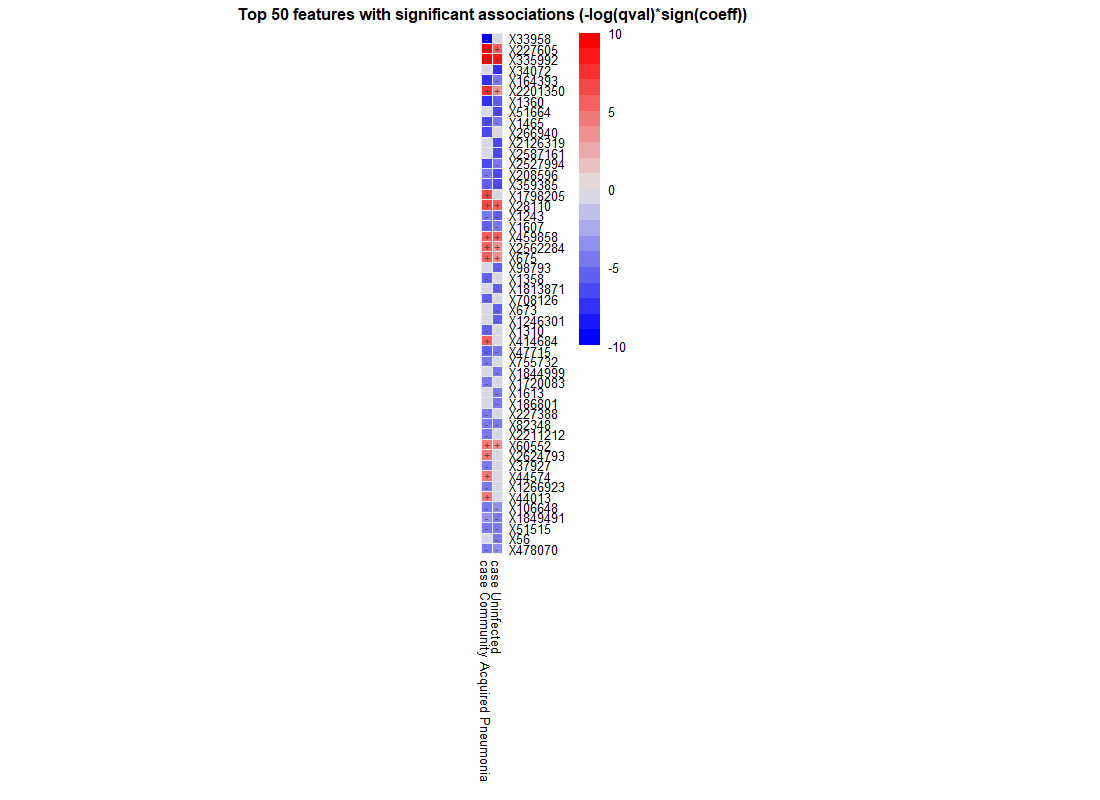 Top 50 features with significant associations (-log(qval)*sign(coeff))
X33958
X227605
X335992
X34072
X164393
X2201350
X1360
X51664
X1465
X266940
X2126319
X2587161
X2527994
X208596
X359385
X1798205
X28110
X1243
X1607
X459858
X2562284
X675
X98793
X1358
X1813871
X708126
X673
X1246301
X1310
X414684
X47715
X755732
X1844999
X1720083
X1613
X186801
X227388
X82348
X2211212
X60552
X2624793
X37927
X44574
X1266923
X44013
X106648
X1849491
X51515
X56
X478070
10
5
0
-5
-10
case Uninfected
case Community Acquired Pneumonia